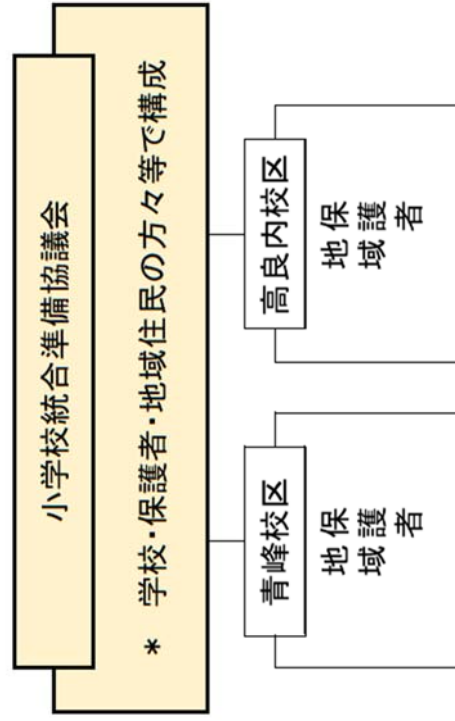 小学校統合準備協議会
* 学校・保護者・地域住民の方々等で構成
青峰校区
保護者
地域
高良内校区
保護者
地域